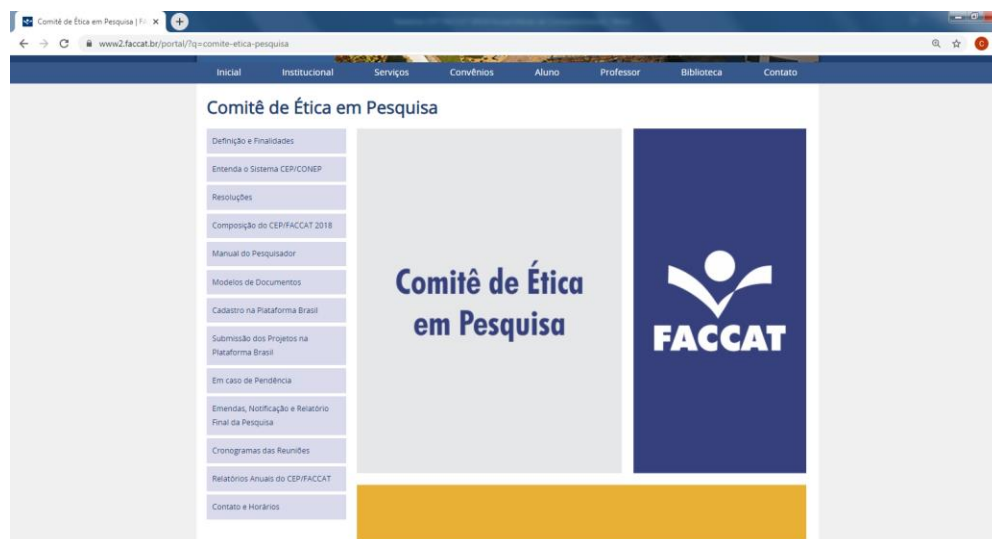 Comitê de Ética em Pesquisa | FA
www2.faccat.br/portal/?q=comite-etica-pesquisa
Inicial Institucional Serviços Convênios Aluno Professor Biblioteca Contato
Comitê de Ética em Pesquisa
Definição e Finalidades
Entenda o Sistema CEP/CONEP
Resoluções
Composição do CEP/FACCAT 2018
Manual do Pesquisador
Modelos de Documentos
Cadastro na Plataforma Brasil
Submissão dos Projetos na
Plataforma Brasil
Em caso de Pendência
Emendas, Notificação e Relatório
Final da Pesquisa
Cronogramas das Reuniões
Relatórios Anuais do CEP/FACCAT
Contato e Horários
Comitê de Ética
em Pesquisa
FACCAT